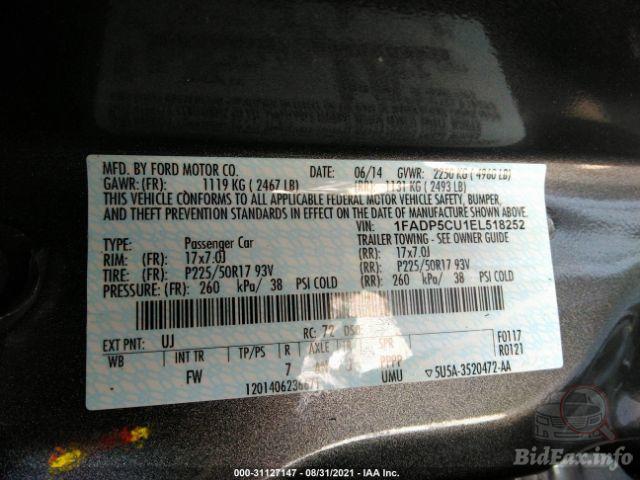 MFD. BY FORD MOTOR CO. DATE: 06/14 GVWR: 2250 KG ( 4960 LB)
GAWR: (FR): 1119 KG ( 2467 LB) (RR): 1131 KG ( 2493 LB)
THIS VEHICLE CONFORMS TO ALL APPLICABLE FEDERAL MOTOR VEHICLE SAFETY, BUMPER,
AND THEFT PREVENTION STANDARDS IN EFFECT ON THE DATE OF MANUFACTURE SHOWN ABOVE.
VIN: 1FADP5CU1EL518252
TYPE: Passenger Car TRAILER TOWING - SEE OWNER GUIDE
RIM: (FR) 17x7.0J (RR): 17x7.0J
TIRE: (FR) P225/50R17 93V (RR): P225/50R17 93V
PRESSURE: (FR): 260 kPa/ 38 PSI COLD (RR): 260 kPa/ 38 PSI COLD
EXT PNT: UJ RC: 72 DSO: F0117
WB INT TR TP/PS R AXLE TR SPR R0121
FW 7 PPPP
1201406236671 UMU 5U5A-3520472-AA
BidFax.info
000-31127147 - 08/31/2021 - IAA Inc.